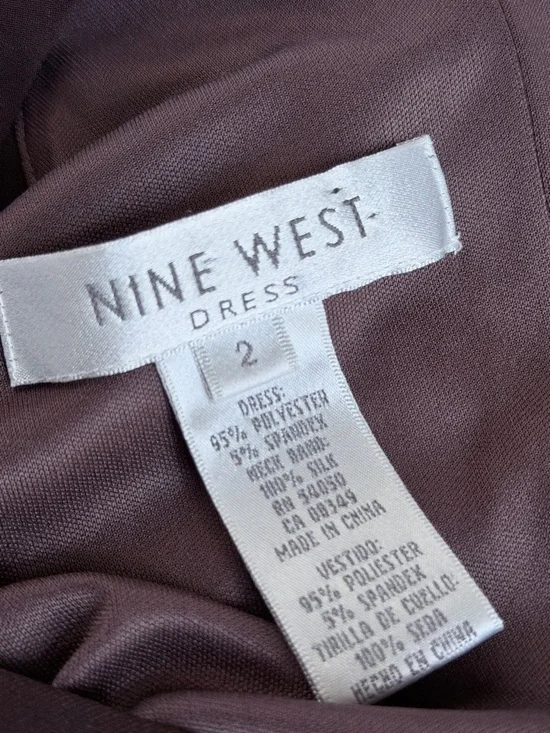 NINE WEST
DRESS
2
DRESS:
95% POLYESTER
5% SPANDEX
NECK BAND:
100% SILK
RN 54050
CA 08349
MADE IN CHINA
VESTIDO:
95% POLIESTER
5% SPANDEX
TIRILLA DE CUELLO:
100% SEDA
HECHO EN CHINA